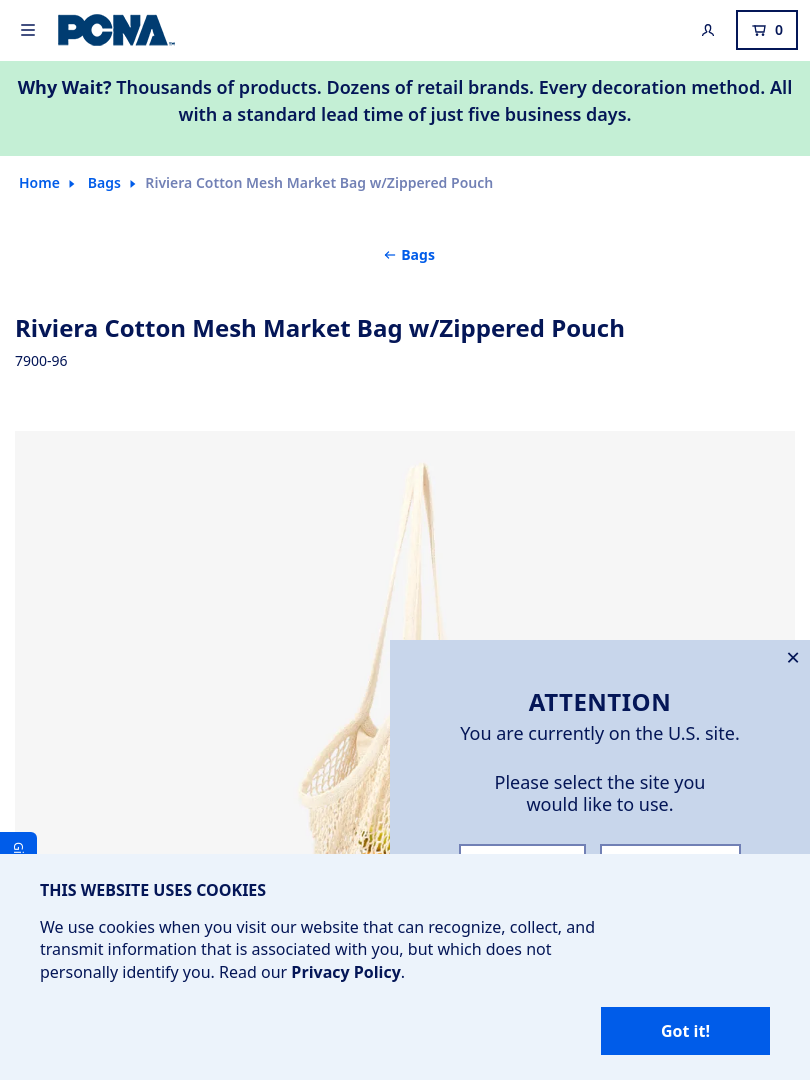 PCNA
0
Why Wait? Thousands of products. Dozens of retail brands. Every decoration method. All
with a standard lead time of just five business days.
Home
Bags
Riviera Cotton Mesh Market Bag w/Zippered Pouch
← Bags
Riviera Cotton Mesh Market Bag w/Zippered Pouch
7900-96
ATTENTION
You are currently on the U.S. site.
Please select the site you
would like to use.
THIS WEBSITE USES COOKIES
We use cookies when you visit our website that can recognize, collect, and
transmit information that is associated with you, but which does not
personally identify you. Read our Privacy Policy.
Got it!